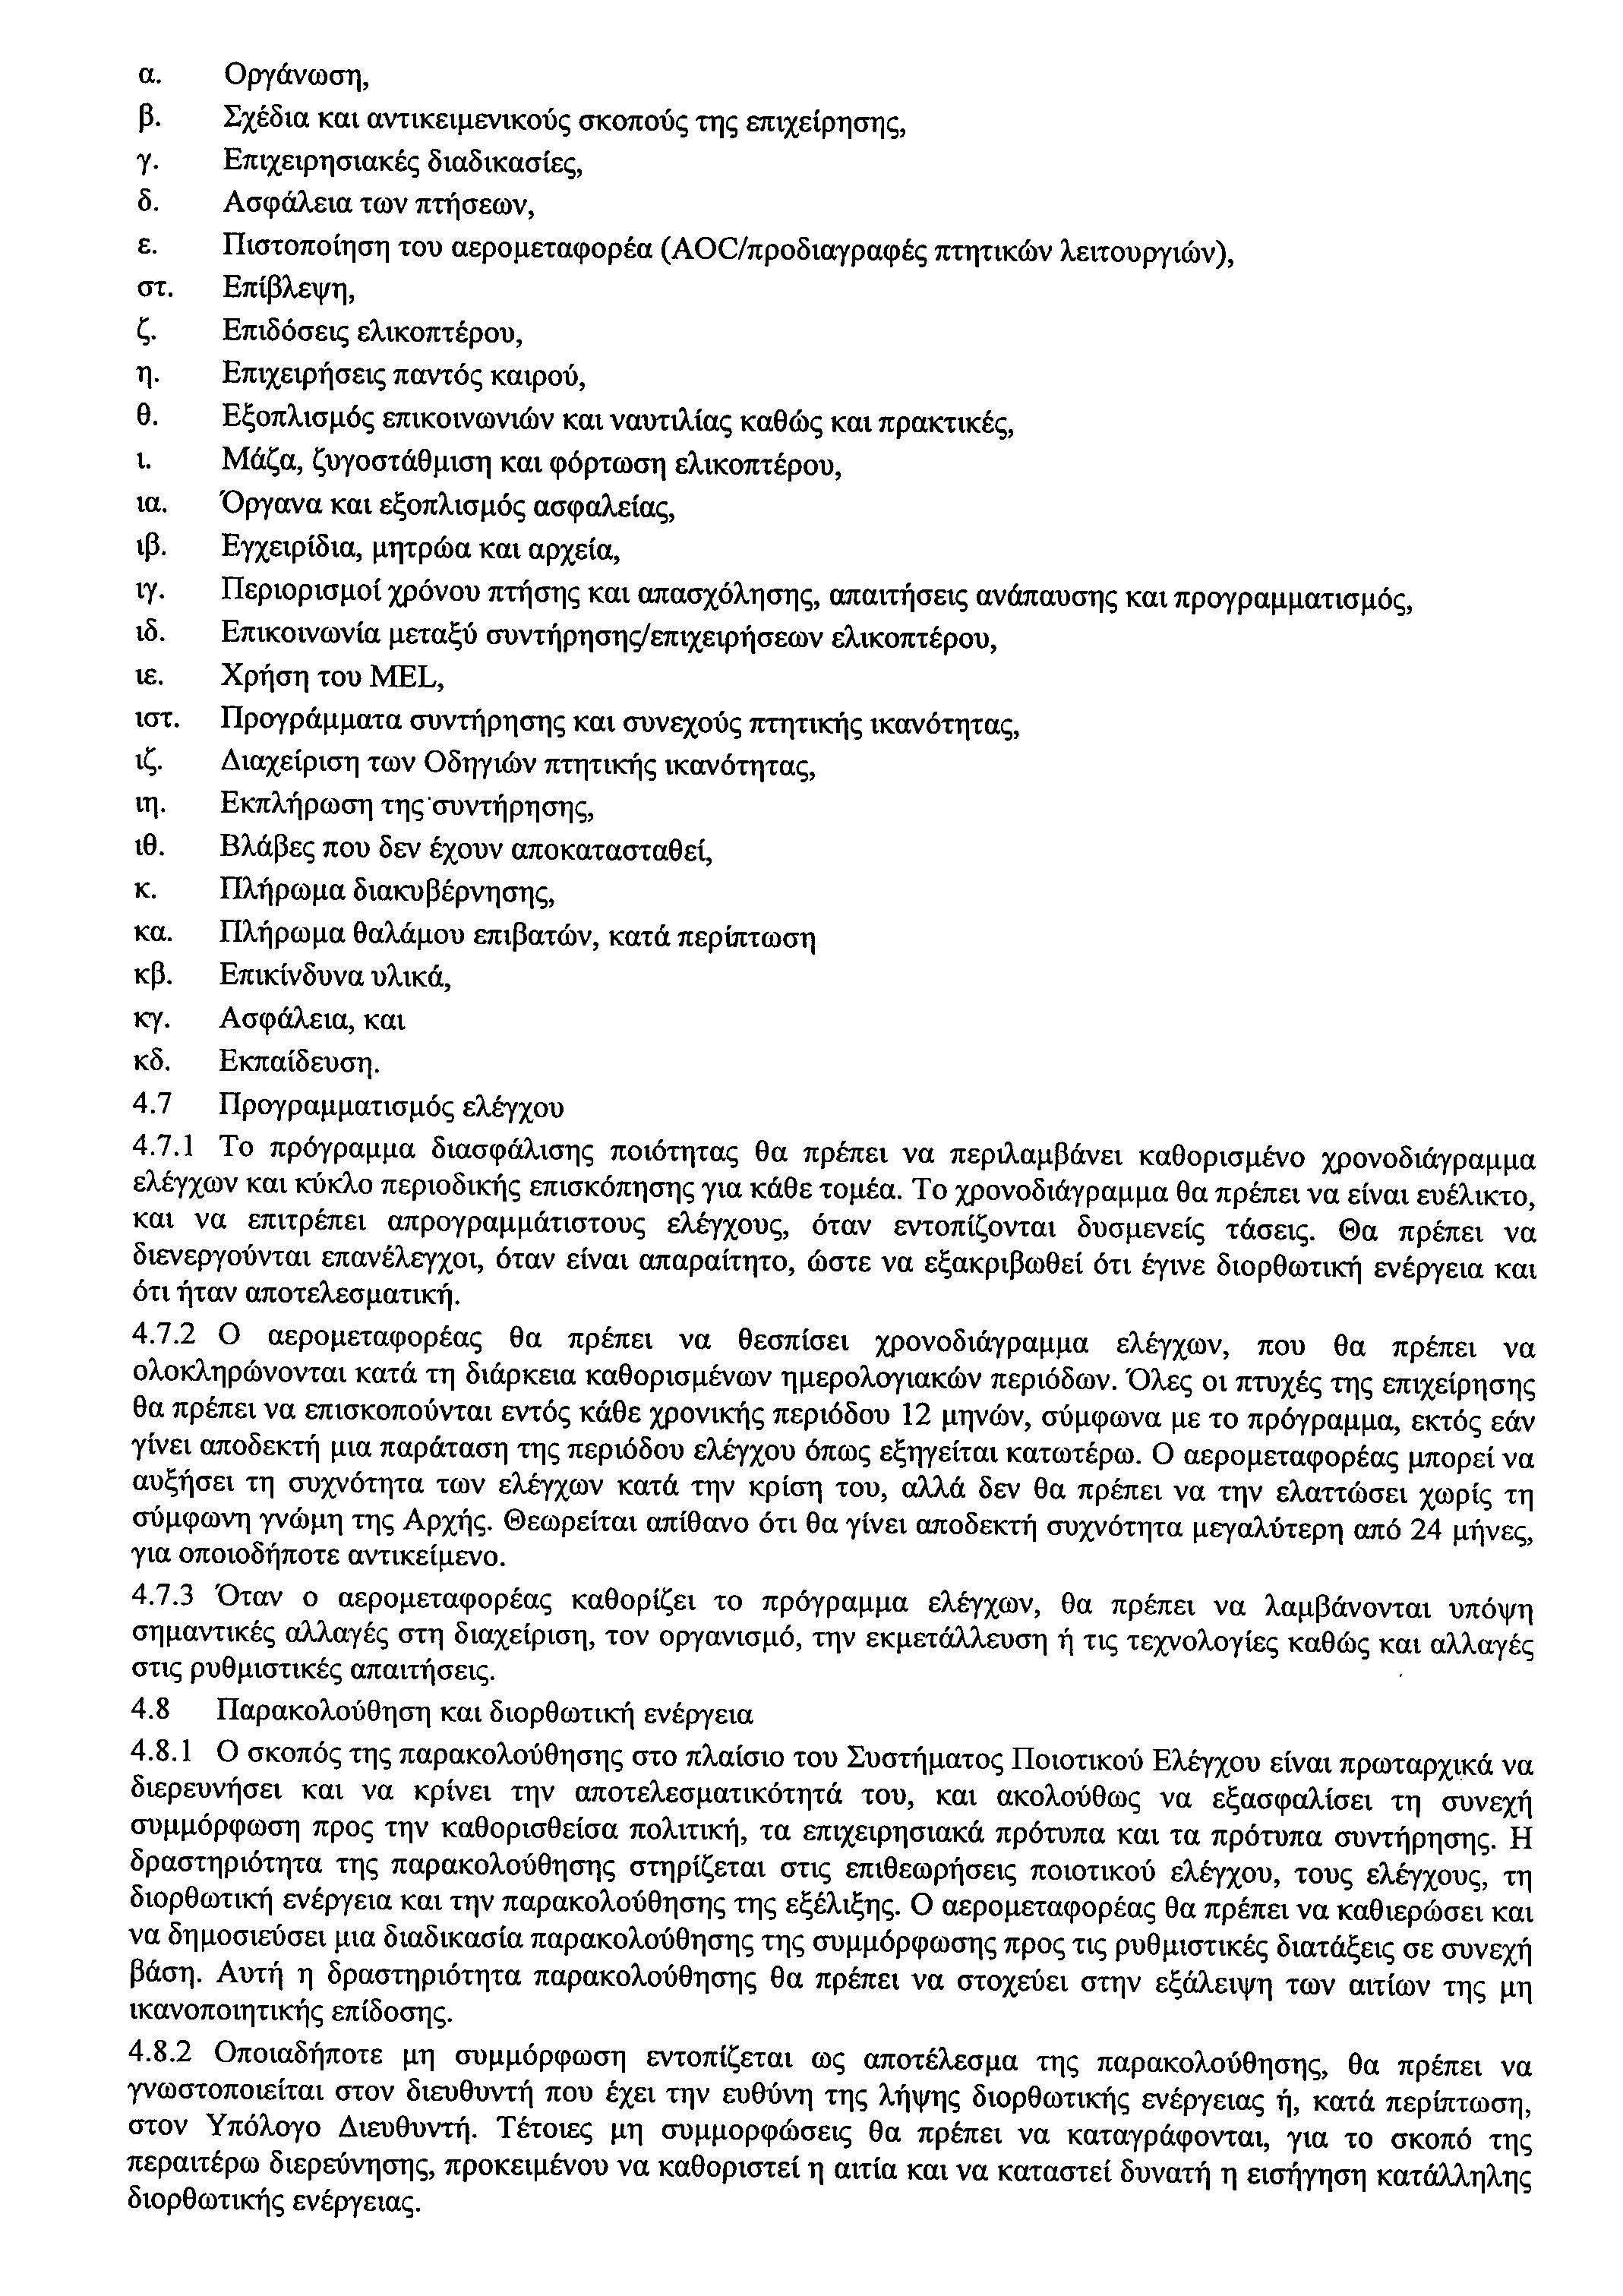 α. Οργάνωση,
β. Σχέδια και αντικειμενικούς σκοπούς της επιχείρησης,
γ. Επιχειρησιακές διαδικασίες,
δ. Ασφάλεια των πτήσεων,
ε. Πιστοποίηση του αερομεταφορέα (AOC/προδιαγραφές πτητικών λειτουργιών),
στ. Επίβλεψη,
ζ. Επιδόσεις ελικοπτέρου,
η. Επιχειρήσεις παντός καιρού,
θ. Εξοπλισμός επικοινωνιών και ναυτιλίας καθώς και πρακτικές,
ι. Μάζα, ζυγοστάθμιση και φόρτωση ελικοπτέρου,
ια. Όργανα και εξοπλισμός ασφαλείας,
ιβ. Εγχειρίδια, μητρώα και αρχεία,
ιγ. Περιορισμοί χρόνου πτήσης και απασχόλησης, απαιτήσεις ανάπαυσης και προγραμματισμός,
ιδ. Επικοινωνία μεταξύ συντήρησης/επιχειρήσεων ελικοπτέρου,
ιε. Χρήση του MEL,
ιστ. Προγράμματα συντήρησης και συνεχούς πτητικής ικανότητας,
ιζ. Διαχείριση των Οδηγιών πτητικής ικανότητας,
ιη. Εκπλήρωση της συντήρησης,
ιθ. Βλάβες που δεν έχουν αποκατασταθεί,
κ. Πλήρωμα διακυβέρνησης,
κα. Πλήρωμα θαλάμου επιβατών, κατά περίπτωση
κβ. Επικίνδυνα υλικά,
κγ. Ασφάλεια, και
κδ. Εκπαίδευση.
4.7 Προγραμματισμός ελέγχου
4.7.1 Το πρόγραμμα διασφάλισης ποιότητας θα πρέπει να περιλαμβάνει καθορισμένο χρονοδιάγραμμα
ελέγχων και κύκλο περιοδικής επισκόπησης για κάθε τομέα. Το χρονοδιάγραμμα θα πρέπει να είναι ευέλικτο,
και να επιτρέπει απρογραμμάτιστους ελέγχους, όταν εντοπίζονται δυσμενείς τάσεις. Θα πρέπει να
διενεργούνται επανέλεγχοι, όταν είναι απαραίτητο, ώστε να εξακριβωθεί ότι έγινε διορθωτική ενέργεια και
ότι ήταν αποτελεσματική.
4.7.2 Ο αερομεταφορέας θα πρέπει να θεσπίσει χρονοδιάγραμμα ελέγχων, που θα πρέπει να
ολοκληρώνονται κατά τη διάρκεια καθορισμένων ημερολογιακών περιόδων. Όλες οι πτυχές της επιχείρησης
θα πρέπει να επισκοπούνται εντός κάθε χρονικής περιόδου 12 μηνών, σύμφωνα με το πρόγραμμα, εκτός εάν
γίνει αποδεκτή μια παράταση της περιόδου ελέγχου όπως εξηγείται κατωτέρω. Ο αερομεταφορέας μπορεί να
αυξήσει τη συχνότητα των ελέγχων κατά την κρίση του, αλλά δεν θα πρέπει να την ελαττώσει χωρίς τη
σύμφωνη γνώμη της Αρχής. Θεωρείται απίθανο ότι θα γίνει αποδεκτή συχνότητα μεγαλύτερη από 24 μήνες,
για οποιοδήποτε αντικείμενο.
4.7.3 Όταν ο αερομεταφορέας καθορίζει το πρόγραμμα ελέγχων, θα πρέπει να λαμβάνονται υπόψη
σημαντικές αλλαγές στη διαχείριση, τον οργανισμό, την εκμετάλλευση ή τις τεχνολογίες καθώς και αλλαγές
στις ρυθμιστικές απαιτήσεις.
4.8 Παρακολούθηση και διορθωτική ενέργεια
4.8.1 Ο σκοπός της παρακολούθησης στο πλαίσιο του Συστήματος Ποιοτικού Ελέγχου είναι πρωταρχικά να
διερευνήσει και να κρίνει την αποτελεσματικότητά του, και ακολούθως να εξασφαλίσει τη συνεχή
συμμόρφωση προς την καθορισθείσα πολιτική, τα επιχειρησιακά πρότυπα και τα πρότυπα συντήρησης. Η
δραστηριότητα της παρακολούθησης στηρίζεται στις επιθεωρήσεις ποιοτικού ελέγχου, τους ελέγχους, τη
διορθωτική ενέργεια και την παρακολούθησης της εξέλιξης. Ο αερομεταφορέας θα πρέπει να καθιερώσει και
να δημοσιεύσει μια διαδικασία παρακολούθησης της συμμόρφωσης προς τις ρυθμιστικές διατάξεις σε συνεχή
βάση. Αυτή η δραστηριότητα παρακολούθησης θα πρέπει να στοχεύει στην εξάλειψη των αιτίων της μη
ικανοποιητικής επίδοσης.
4.8.2 Οποιαδήποτε μη συμμόρφωση εντοπίζεται ως αποτέλεσμα της παρακολούθησης, θα πρέπει να
γνωστοποιείται στον διευθυντή που έχει την ευθύνη της λήψης διορθωτικής ενέργειας ή, κατά περίπτωση,
στον Υπόλογο Διευθυντή. Τέτοιες μη συμμορφώσεις θα πρέπει να καταγράφονται, για το σκοπό της
περαιτέρω διερεύνησης, προκειμένου να καθοριστεί η αιτία και να καταστεί δυνατή η εισήγηση κατάλληλης
διορθωτικής ενέργειας.